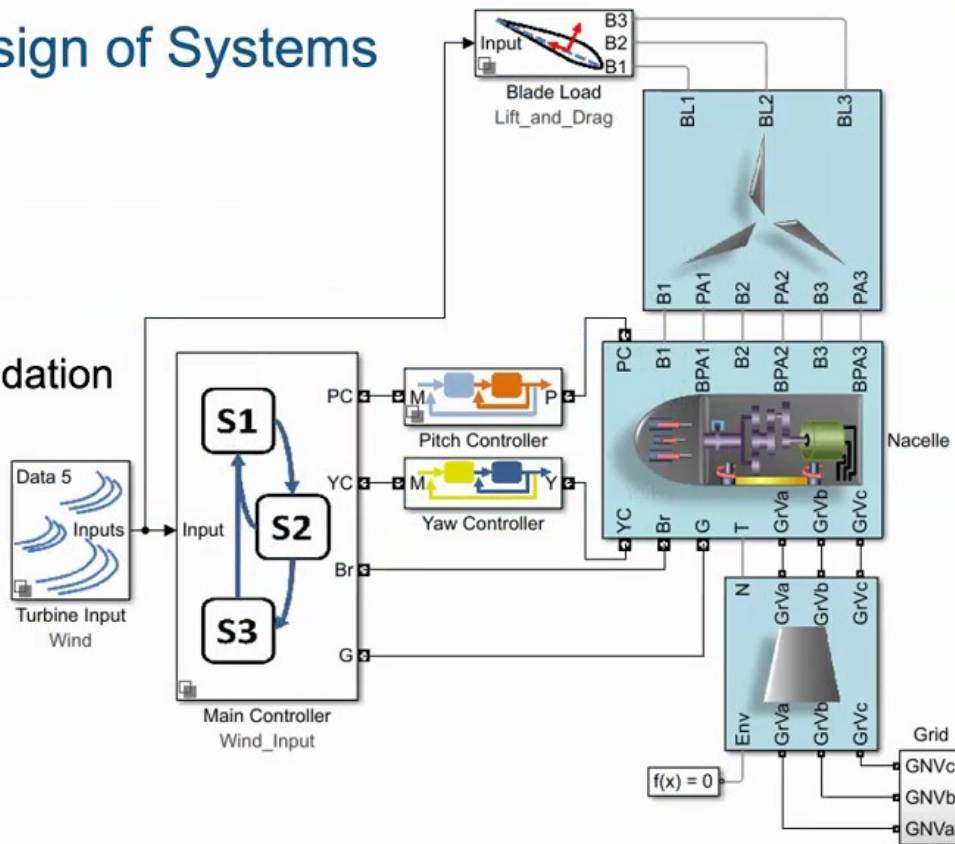 sign of Systems
dation
Input
B3
B2
B1
Blade Load
Lift_and_Drag
BL1
BL2
BL3
B1
PA1
B2
PA2
B3
PA3
PC
B1
BPA1
B2
BPA2
B3
BPA3
Nacelle
YC
Br
G
T
GrVa
GrVb
GrVc
Data 5
Inputs
Turbine Input
Wind
Input
S1
S2
S3
PC
YC
Br
G
Main Controller
Wind_Input
M
P
Pitch Controller
M
Y
Yaw Controller
N
GrVa
GrVb
GrVc
Env
GrVa
GrVb
GrVc
f(x) = 0
Grid
GNVc
GNVb
GNVa